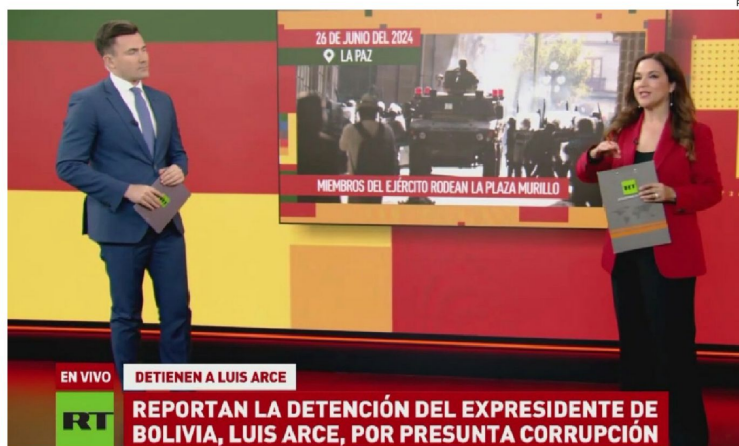 26 DE JUNIO DEL 2024
LA PAZ
MIEMBROS DEL EJÉRCITO RODEAN LA PLAZA MURILLO
RT
RT
EN VIVO
DETIENEN A LUIS ARCE
RT
REPORTAN LA DETENCIÓN DEL EXPRESIDENTE DE
BOLIVIA, LUIS ARCE, POR PRESUNTA CORRUPCIÓN